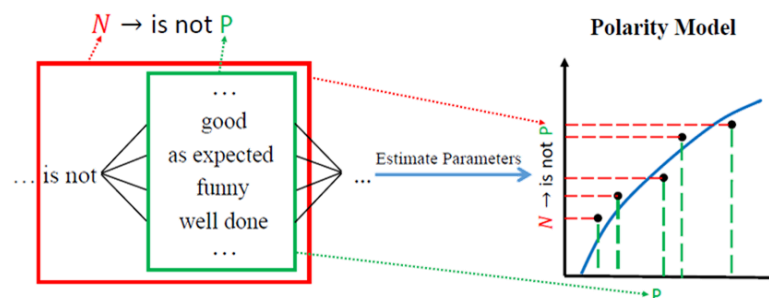 N → is not P
Polarity Model
...
good
as expected
... is not
funny
well done
...
...
Estimate Parameters
N → is not P
P